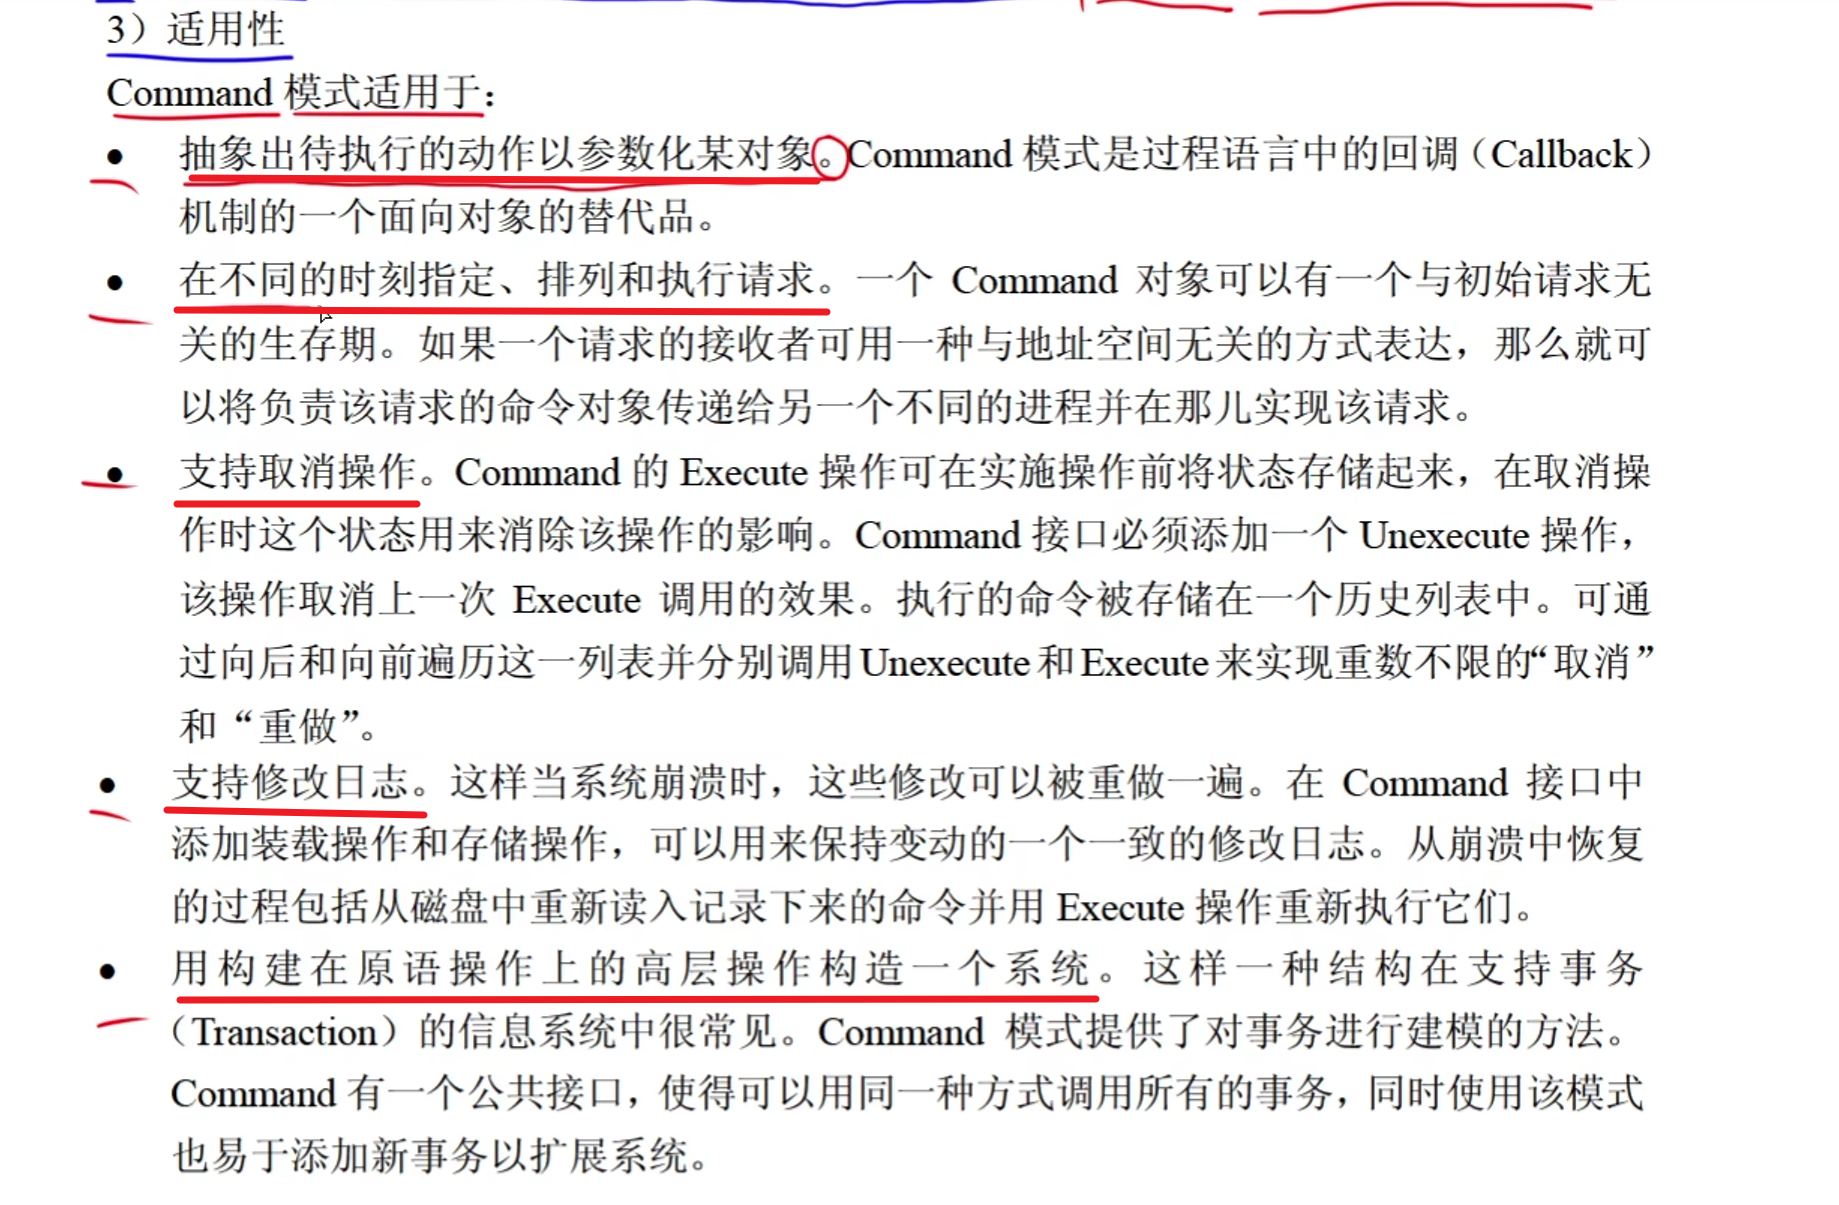 3）适用性
Command 模式适用于：
● 抽象出待执行的动作以参数化某对象。Command 模式是过程语言中的回调（Callback）
机制的一个面向对象的替代品。
● 在不同的时刻指定、排列和执行请求。一个 Command 对象可以有一个与初始请求无
关的生存期。如果一个请求的接收者可用一种与地址空间无关的方式表达，那么就可
以将负责该请求的命令对象传递给另一个不同的进程并在那儿实现该请求。
● 支持取消操作。Command 的 Execute 操作可在实施操作前将状态存储起来，在取消操
作时这个状态用来消除该操作的影响。Command 接口必须添加一个 Unexecute 操作，
该操作取消上一次 Execute 调用的效果。执行的命令被存储在一个历史列表中。可通
过向后和向前遍历这一列表并分别调用 Unexecute 和 Execute 来实现重数不限的“取消”
和“重做”。
● 支持修改日志。这样当系统崩溃时，这些修改可以被重做一遍。在 Command 接口中
添加装载操作和存储操作，可以用来保持变动的一个一致的修改日志。从崩溃中恢复
的过程包括从磁盘中重新读入记录下来的命令并用 Execute 操作重新执行它们。
● 用构建在原语操作上的高层操作构造一个系统。这样一种结构在支持事务
（Transaction）的信息系统中很常见。Command 模式提供了对事务进行建模的方法。
Command 有一个公共接口，使得可以用同一种方式调用所有的事务，同时使用该模式
也易于添加新事务以扩展系统。